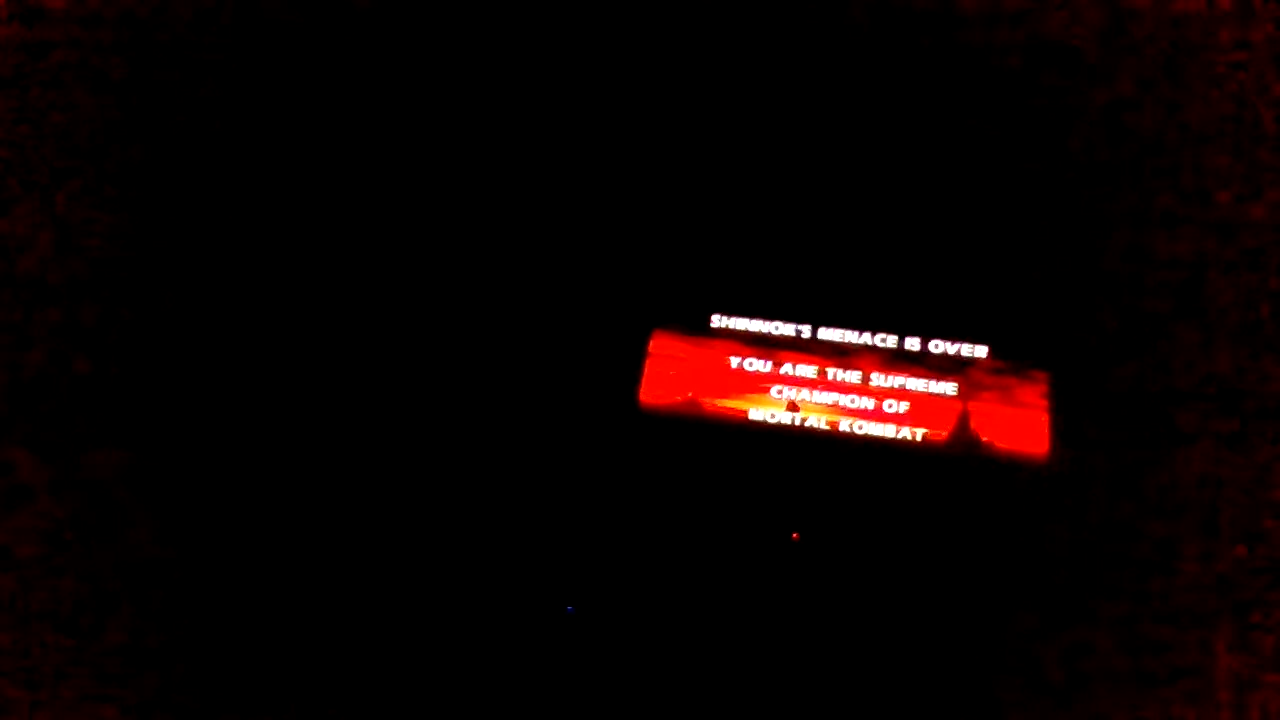 SHINNOK'S MENACE IS OVER
YOU ARE THE SUPREME
CHAMPION OF
MORTAL KOMBAT